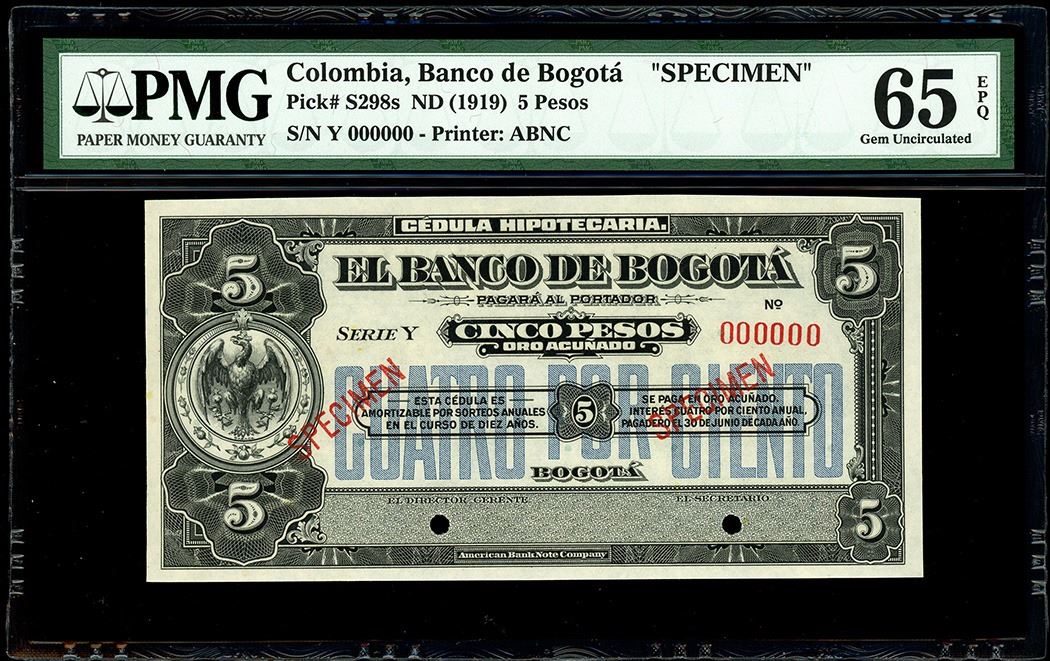 PMG
PAPER MONEY GUARANTY
Colombia, Banco de Bogotá "SPECIMEN"
Pick# S298s ND (1919) 5 Pesos
S/N Y 000000 - Printer: ABNC
65
EPQ
Gem Uncirculated
CÉDULA HIPOTECARIA.
5
5
EL BANCO DE BOGOTÁ
PAGARÁ AL PORTADOR
Nº
SERIE Y
CINCO PESOS
000000
ORO ACUÑADO
CUATRO POR CIENTO
SPECIMEN
SPECIMEN
ESTA CÉDULA ES
AMORTIZABLE POR SORTEOS ANUALES
EN EL CURSO DE DIEZ AÑOS.
5
SE PAGA EN ORO ACUÑADO.
INTERÉS CUATRO POR CIENTO ANUAL,
PAGADERO EL 30 DE JUNIO DE CADA AÑO
BOGOTÁ
5
EL DIRECTOR GERENTE
EL SECRETARIO
5
American Bank Note Company